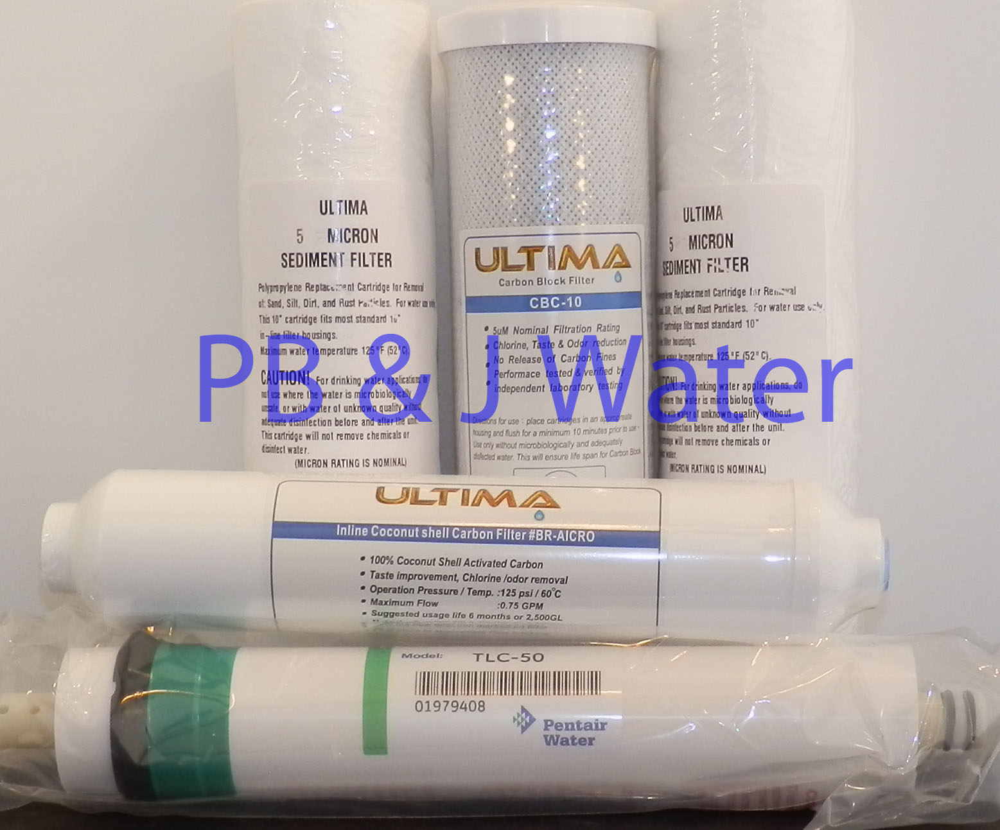 ULTIMA
5 MICRON
SEDIMENT FILTER
Polypropylene Replacement Cartridge for Removal
of: Sand, Silt, Dirt, and Rust Particles. For water use only.
This 10" cartridge fits most standard 10"
in-line filter housings.
Maximum water temperature 125°F (52°C).
CAUTION! For drinking water applications, do
not use where the water is microbiologically
unsafe, or with water of unknown quality without
adequate disinfection before and after the unit.
This cartridge will not remove chemicals or
disinfect water.
(MICRON RATING IS NOMINAL)
ULTIMA
Carbon Block Filter
CBC-10
• 5uM Nominal Filtration Rating
• Chlorine, Taste & Odor reduction
• No Release of Carbon Fines
• Performace tested & verified by
independent laboratory testing
Directions for use : place cartridges in an appropreate
housing and flush for a minimum 10 minutes prior to use.
Use only without microbiologically and adequately
disfected water. This will ensure life span for Carbon Block
ULTIMA
5 MICRON
SEDIMENT FILTER
Replacement Cartridge for Removal
Silt, Dirt, and Rust Particles. For water use only.
cartridge fits most standard 10"
filter housings.
water temperature 125°F (52°C).
For drinking water applications, do
where the water is microbiologically
with water of unknown quality without
disinfection before and after the unit.
will not remove chemicals or
water.
(MICRON RATING IS NOMINAL)
PB & J Water
ULTIMA
Inline Coconut shell Carbon Filter #BR-AICRO
• 100% Coconut Shell Activated Carbon
• Taste improvement, Chlorine /odor removal
• Operation Pressure / Temp. :125 psi / 60°C
• Maximum Flow :0.75 GPM
• Suggested usage life 6 months or 2,500GL
Model: TLC-50
01979408
Pentair
Water